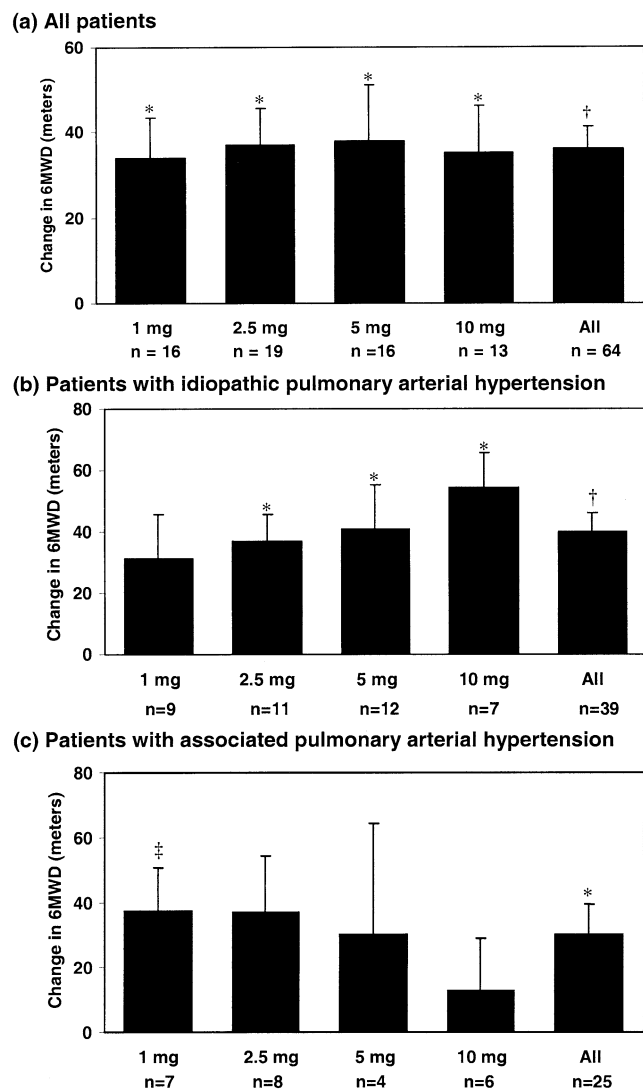 (a) All patients
Change in 6MWD (meters)
60
40
20
0
* * * * †
1 mg 2.5 mg 5 mg 10 mg All
n = 16 n = 19 n =16 n = 13 n = 64
(b) Patients with idiopathic pulmonary arterial hypertension
Change in 6MWD (meters)
80
60
40
20
0
* * * †
1 mg 2.5 mg 5 mg 10 mg All
n=9 n=11 n=12 n=7 n=39
(c) Patients with associated pulmonary arterial hypertension
Change in 6MWD (meters)
80
60
40
20
0
‡ *
1 mg 2.5 mg 5 mg 10 mg All
n=7 n=8 n=4 n=6 n=25